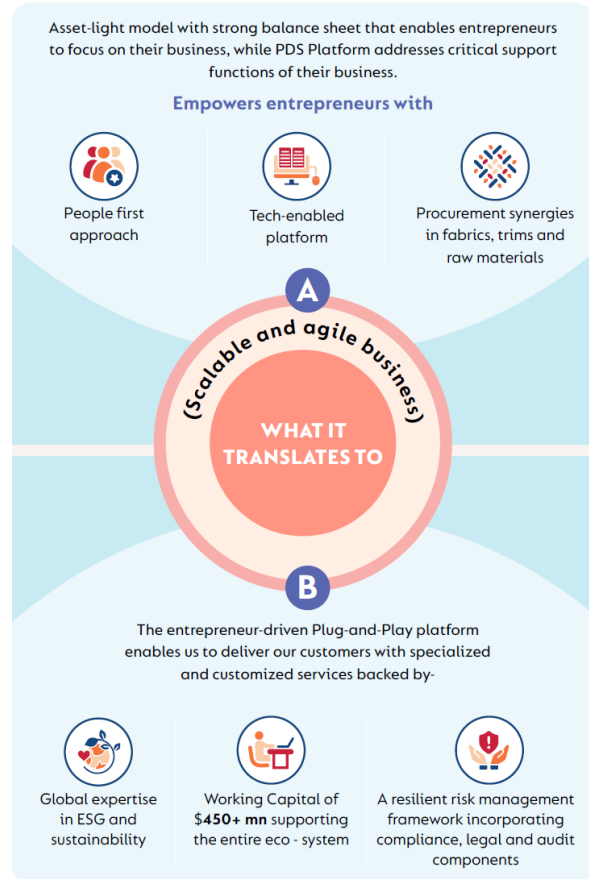 Asset-light model with strong balance sheet that enables entrepreneurs
to focus on their business, while PDS Platform addresses critical support
functions of their business.
Empowers entrepreneurs with
People first
approach
Tech-enabled
platform
Procurement synergies
in fabrics, trims and
raw materials
A
(Scalable and agile business)
WHAT IT
TRANSLATES TO
B
The entrepreneur-driven Plug-and-Play platform
enables us to deliver our customers with specialized
and customized services backed by-
Global expertise
in ESG and
sustainability
Working Capital of
$450+ mn supporting
the entire eco - system
A resilient risk management
framework incorporating
compliance, legal and audit
components